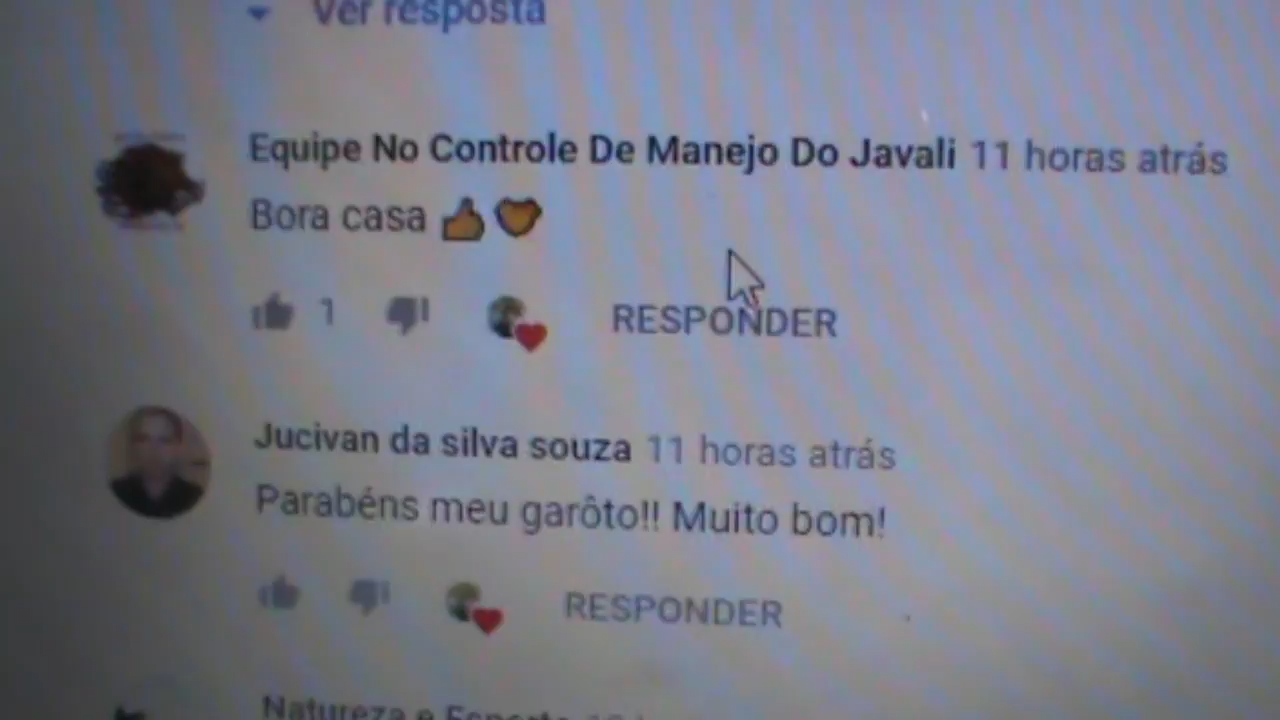 Ver resposta
Equipe No Controle De Manejo Do Javali 11 horas atrás
Bora casa 👍🧡
1 RESPONDER
Jucivan da silva souza 11 horas atrás
Parabéns meu garôto!! Muito bom!
RESPONDER
Natureza e Esporte